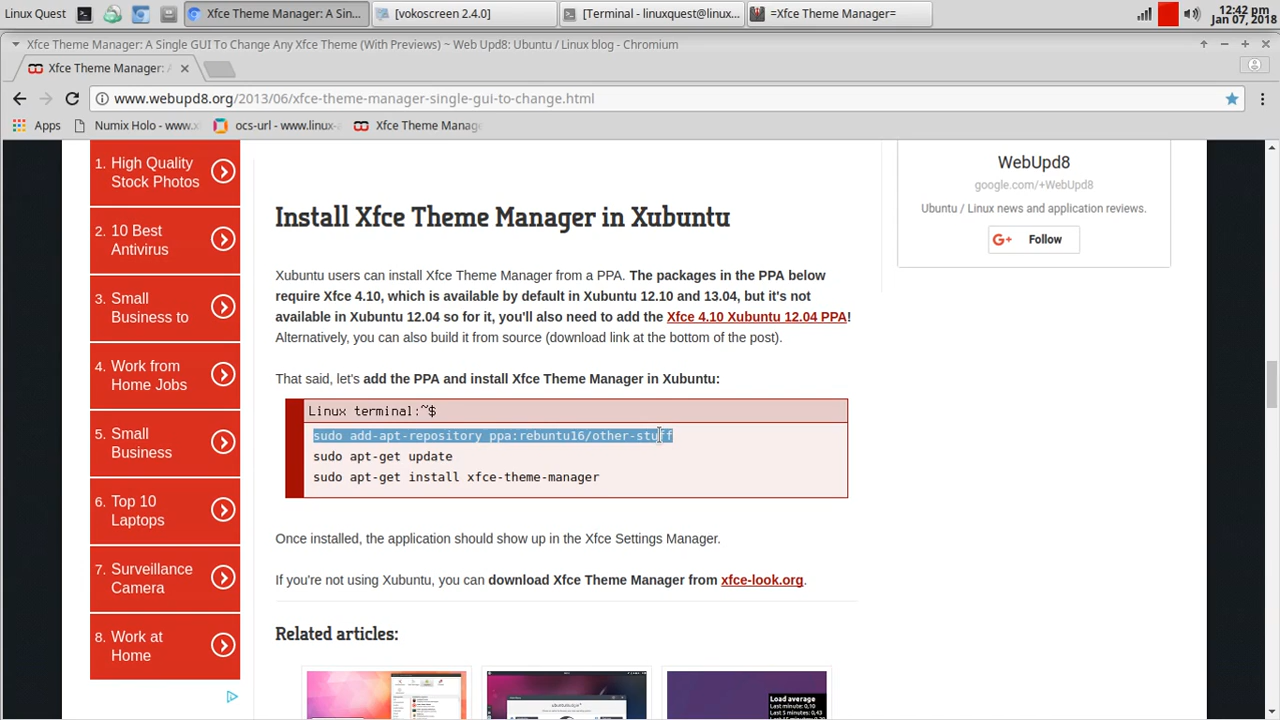 Linux Quest
Xfce Theme Manager: A Sin...
[vokoscreen 2.4.0]
[Terminal - linuxquest@linux...
=Xfce Theme Manager=
12:42 pm
Jan 07, 2018
Xfce Theme Manager: A Single GUI To Change Any Xfce Theme (With Previews) ~ Web Upd8: Ubuntu / Linux blog - Chromium
Xfce Theme Manager: A
www.webupd8.org/2013/06/xfce-theme-manager-single-gui-to-change.html
Apps
Numix Holo - www.x
ocs-url - www.linux-a
Xfce Theme Manage
1. High Quality
Stock Photos
2. 10 Best
Antivirus
3. Small
Business to
4. Work from
Home Jobs
5. Small
Business
6. Top 10
Laptops
7. Surveillance
Camera
8. Work at
Home
Install Xfce Theme Manager in Xubuntu
Xubuntu users can install Xfce Theme Manager from a PPA. The packages in the PPA below
require Xfce 4.10, which is available by default in Xubuntu 12.10 and 13.04, but it's not
available in Xubuntu 12.04 so for it, you'll also need to add the Xfce 4.10 Xubuntu 12.04 PPA!
Alternatively, you can also build it from source (download link at the bottom of the post).
That said, let's add the PPA and install Xfce Theme Manager in Xubuntu:
Linux terminal:~$
sudo add-apt-repository ppa:rebuntu16/other-stuff
sudo apt-get update
sudo apt-get install xfce-theme-manager
Once installed, the application should show up in the Xfce Settings Manager.
If you're not using Xubuntu, you can download Xfce Theme Manager from xfce-look.org.
Related articles:
Load average
Last minute: 0,10
WebUpd8
google.com/+WebUpd8
Ubuntu / Linux news and application reviews.
G+ Follow